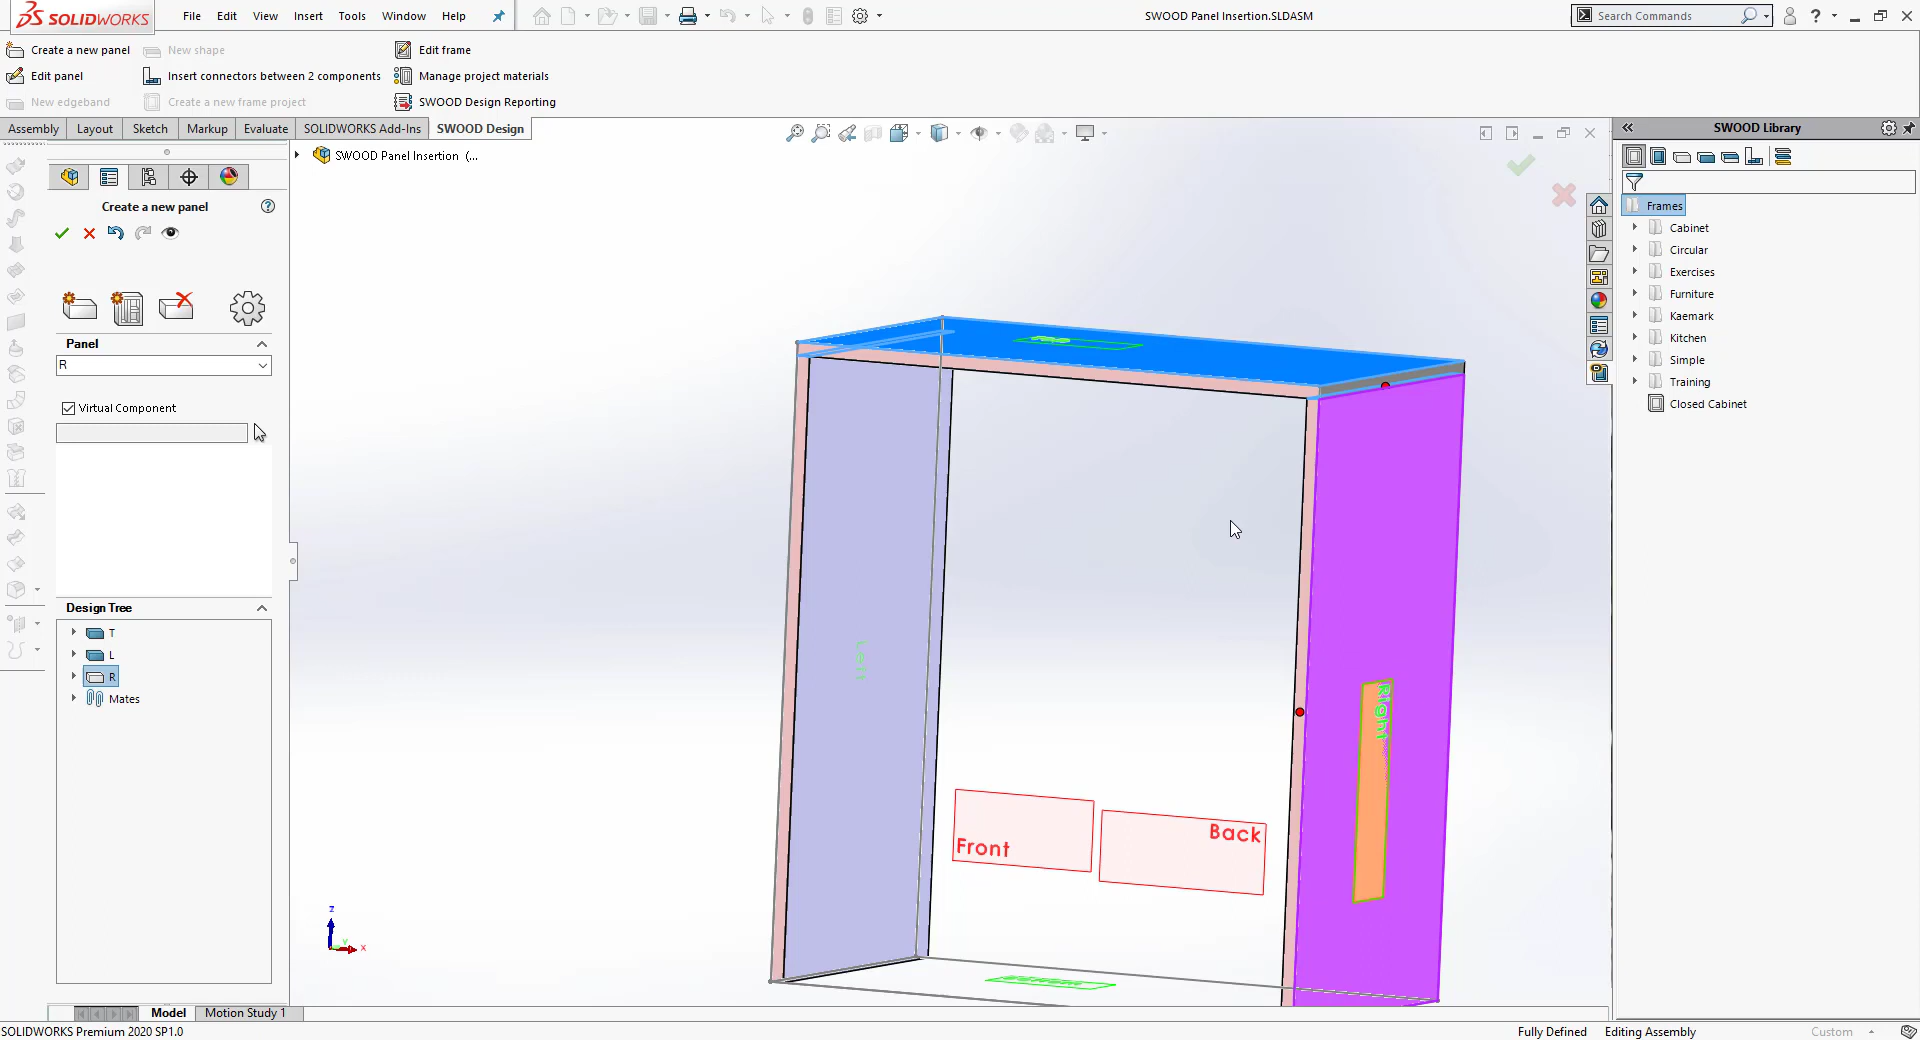 SOLIDWORKS
File Edit View Insert Tools Window Help
SWOOD Panel Insertion.SLDASM
Search Commands
Create a new panel
New shape
Edit frame
Edit panel
Insert connectors between 2 components
Manage project materials
New edgeband
Create a new frame project
SWOOD Design Reporting
Assembly Layout Sketch Markup Evaluate SOLIDWORKS Add-Ins SWOOD Design
SWOOD Library
SWOOD Panel Insertion (...
Create a new panel
Frames
Cabinet
Circular
Exercises
Furniture
Kaemark
Kitchen
Simple
Training
Closed Cabinet
Panel
R
Virtual Component
Design Tree
T
L
R
Mates
Left
Right
Front
Back
z
y
x
Model Motion Study 1
SOLIDWORKS Premium 2020 SP1.0
Fully Defined
Editing Assembly
Custom